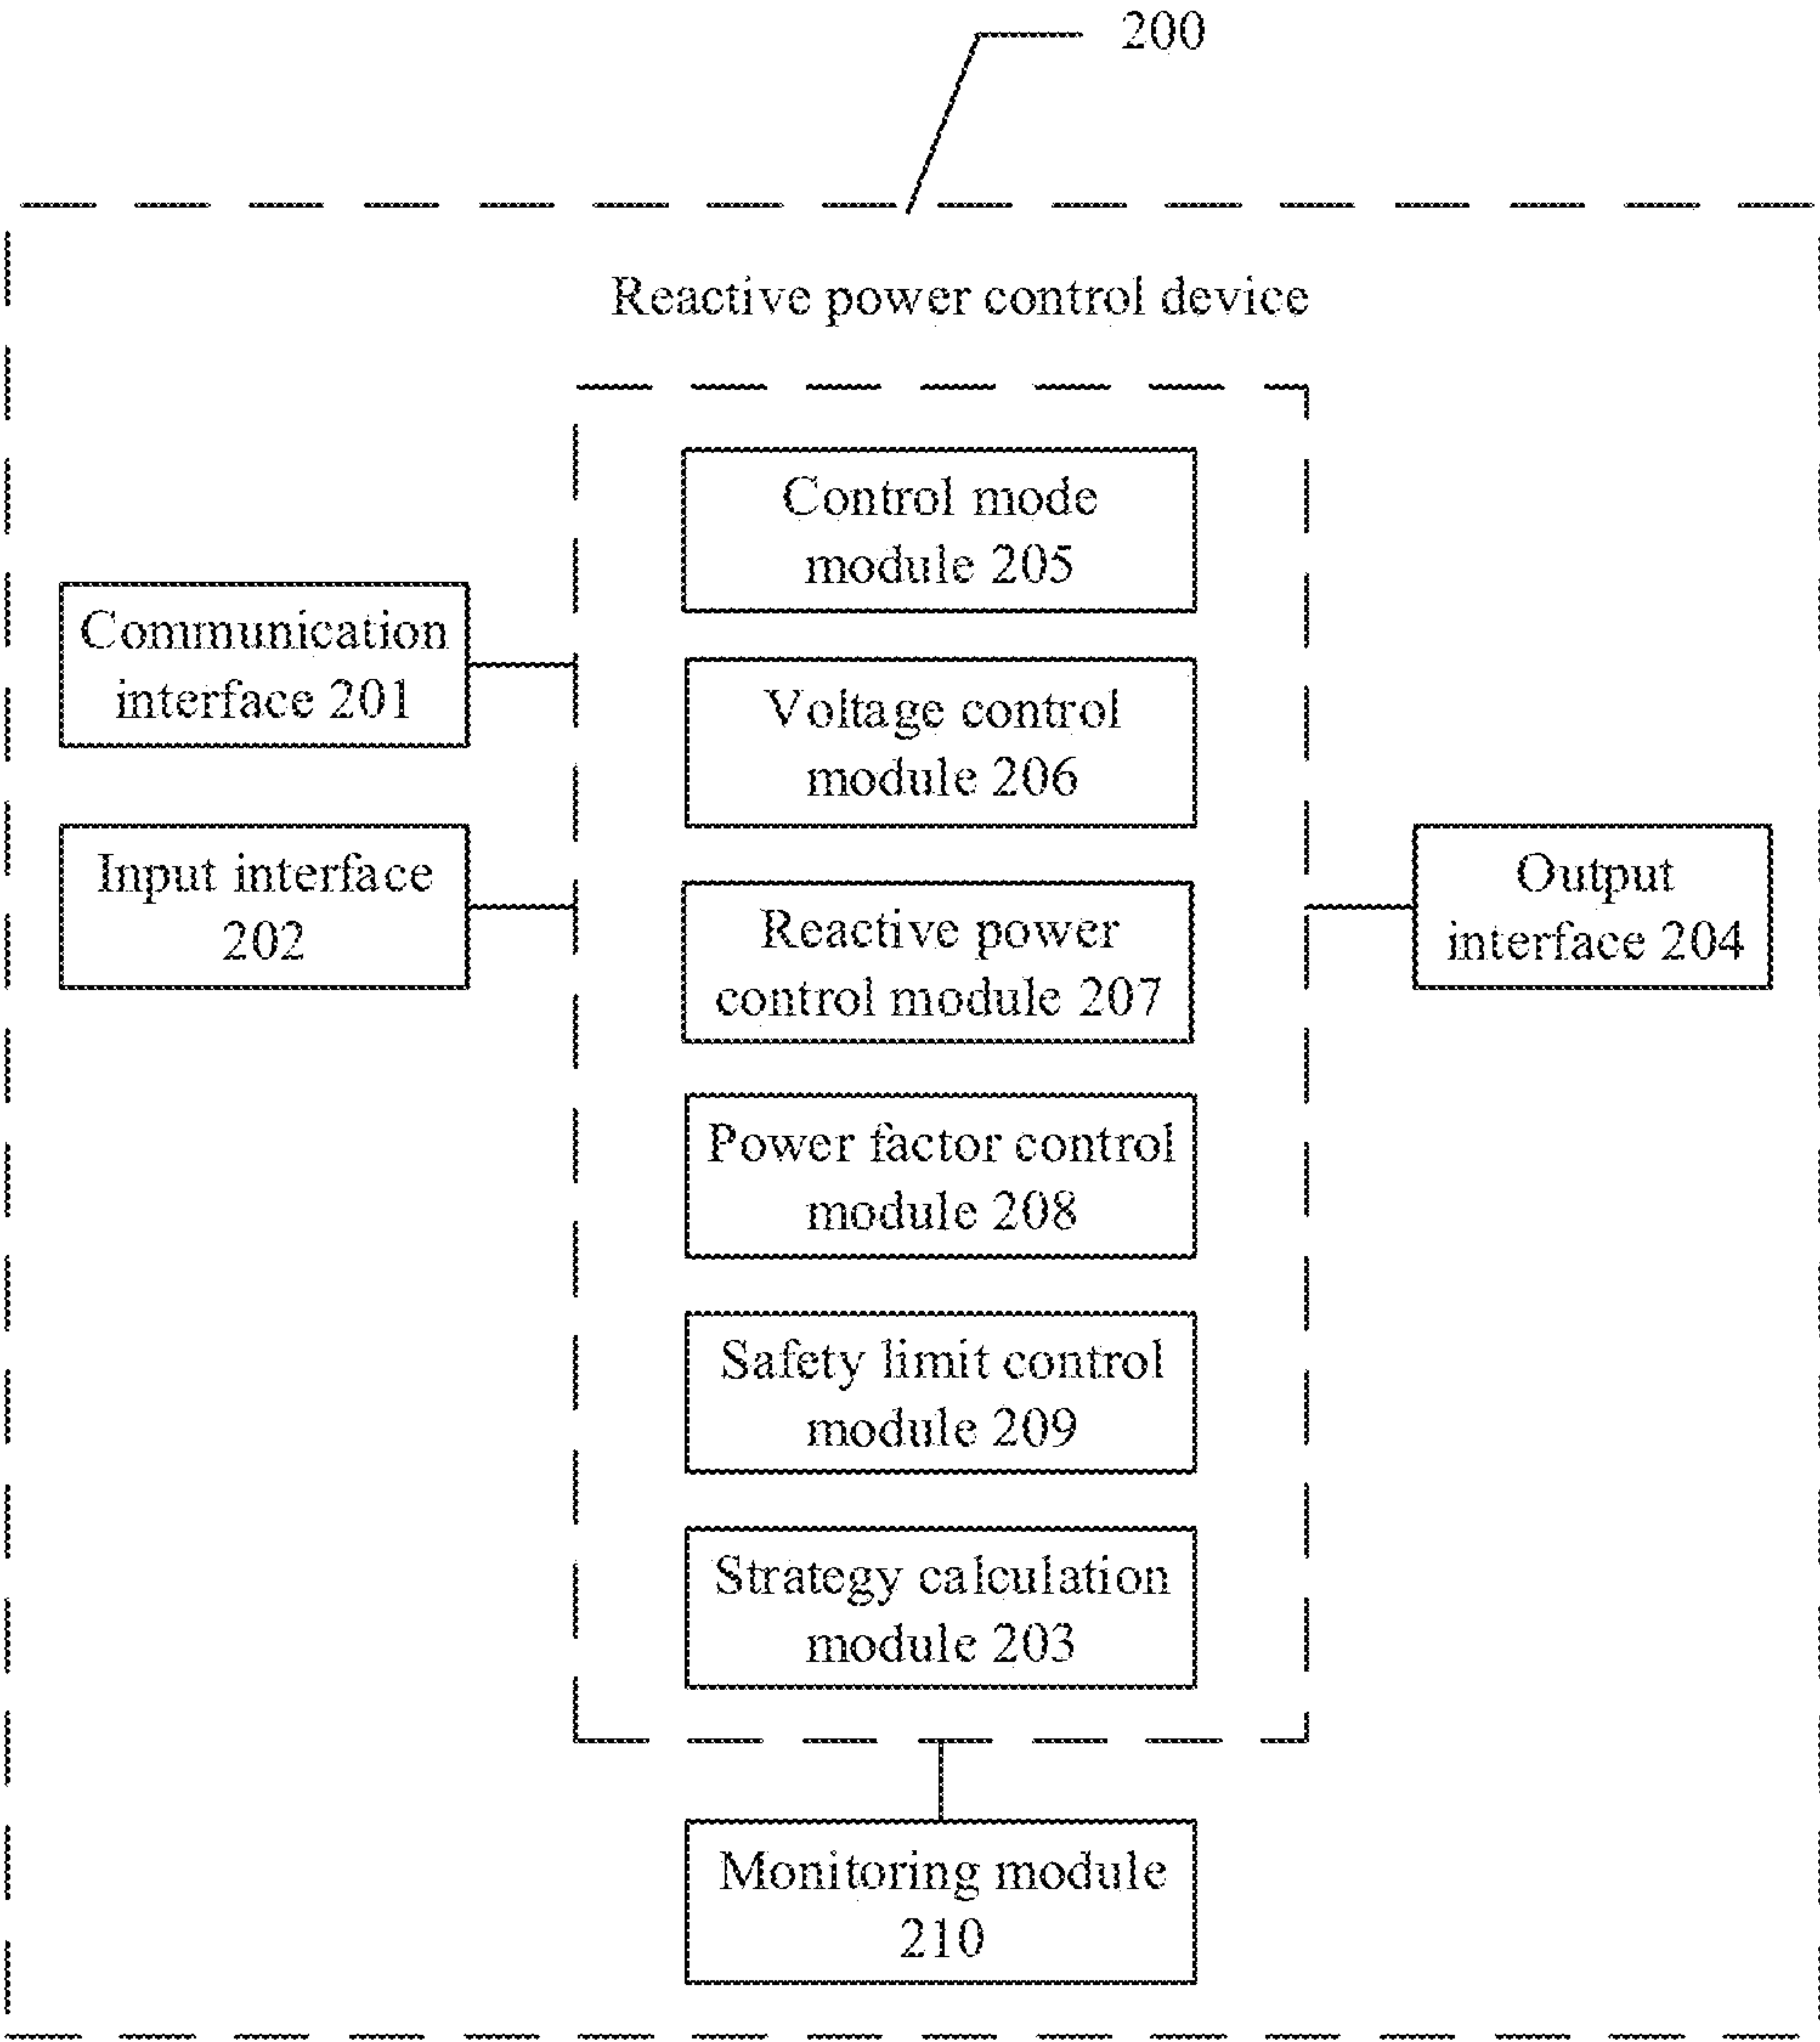 200
Reactive power control device
Control mode
module 205
Communication
interface 201
Voltage control
module 206
Input interface
202
Reactive power
control module 207
Output
interface 204
Power factor control
module 208
Safety limit control
module 209
Strategy calculation
module 203
Monitoring module
210